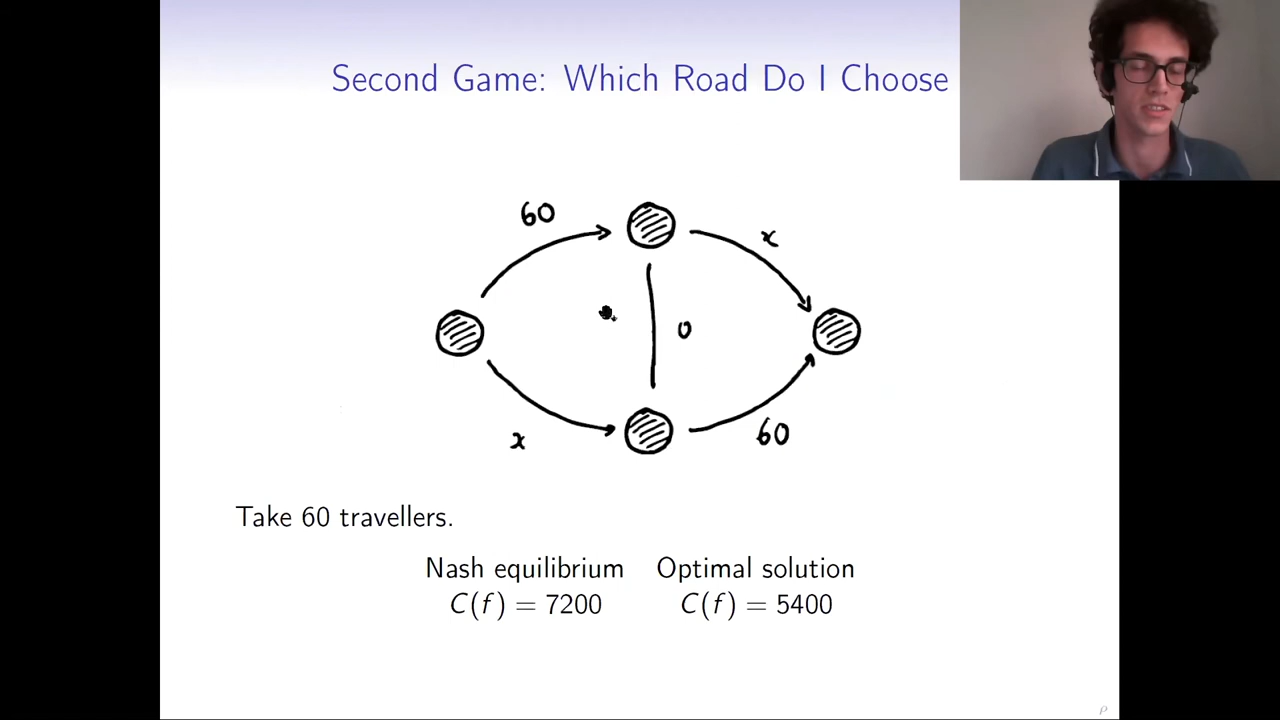 Second Game: Which Road Do I Choose
60
x
0
x
60
Take 60 travellers.
Nash equilibrium Optimal solution
C(f) = 7200 C(f) = 5400
ρ